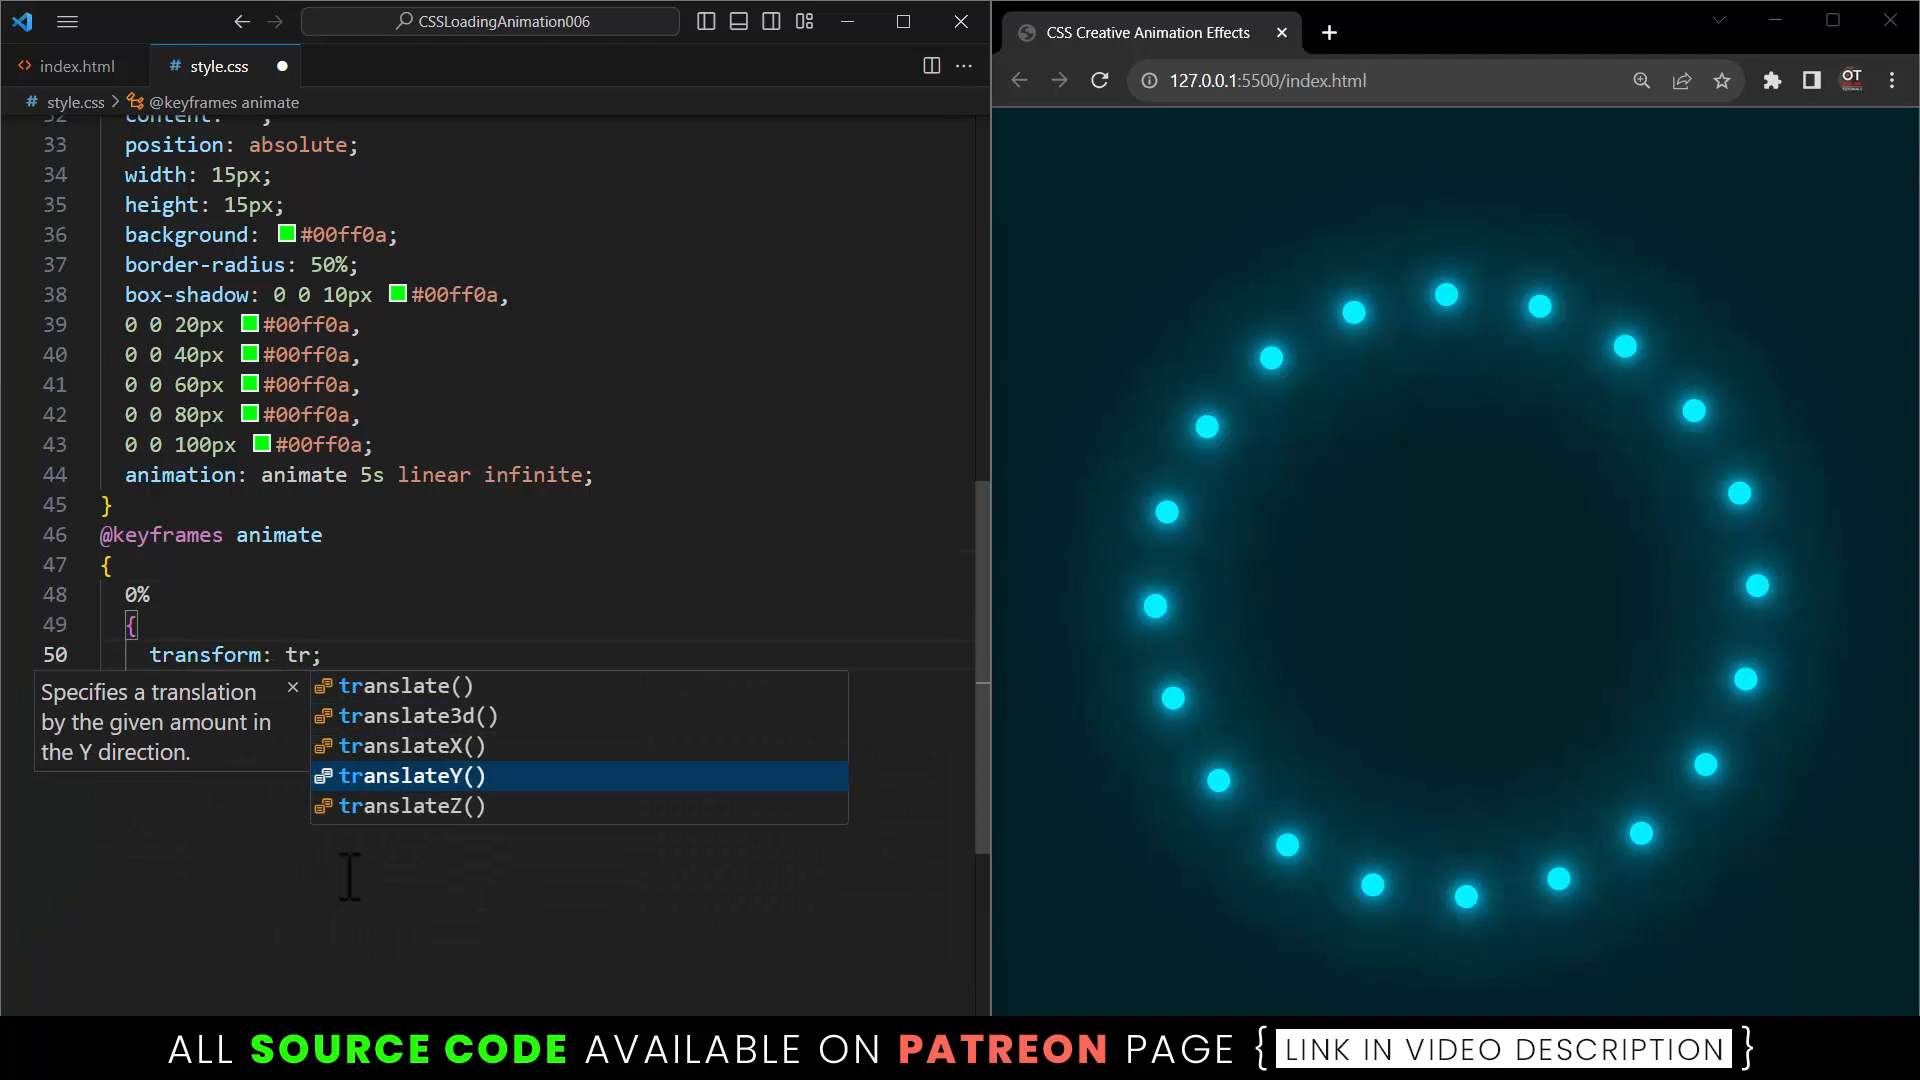 CSSLoadingAnimation006
index.html
# style.css
# style.css > @keyframes animate
32 content: ;
33 position: absolute;
34 width: 15px;
35 height: 15px;
36 background: #00ff0a;
37 border-radius: 50%;
38 box-shadow: 0 0 10px #00ff0a,
39 0 0 20px #00ff0a,
40 0 0 40px #00ff0a,
41 0 0 60px #00ff0a,
42 0 0 80px #00ff0a,
43 0 0 100px #00ff0a;
44 animation: animate 5s linear infinite;
45 }
46 @keyframes animate
47 {
48 0%
49 {
50 transform: tr;
Specifies a translation
by the given amount in
the Y direction.
translate()
translate3d()
translateX()
translateY()
translateZ()
CSS Creative Animation Effects
127.0.0.1:5500/index.html
OT
ALL SOURCE CODE AVAILABLE ON PATREON PAGE { LINK IN VIDEO DESCRIPTION }